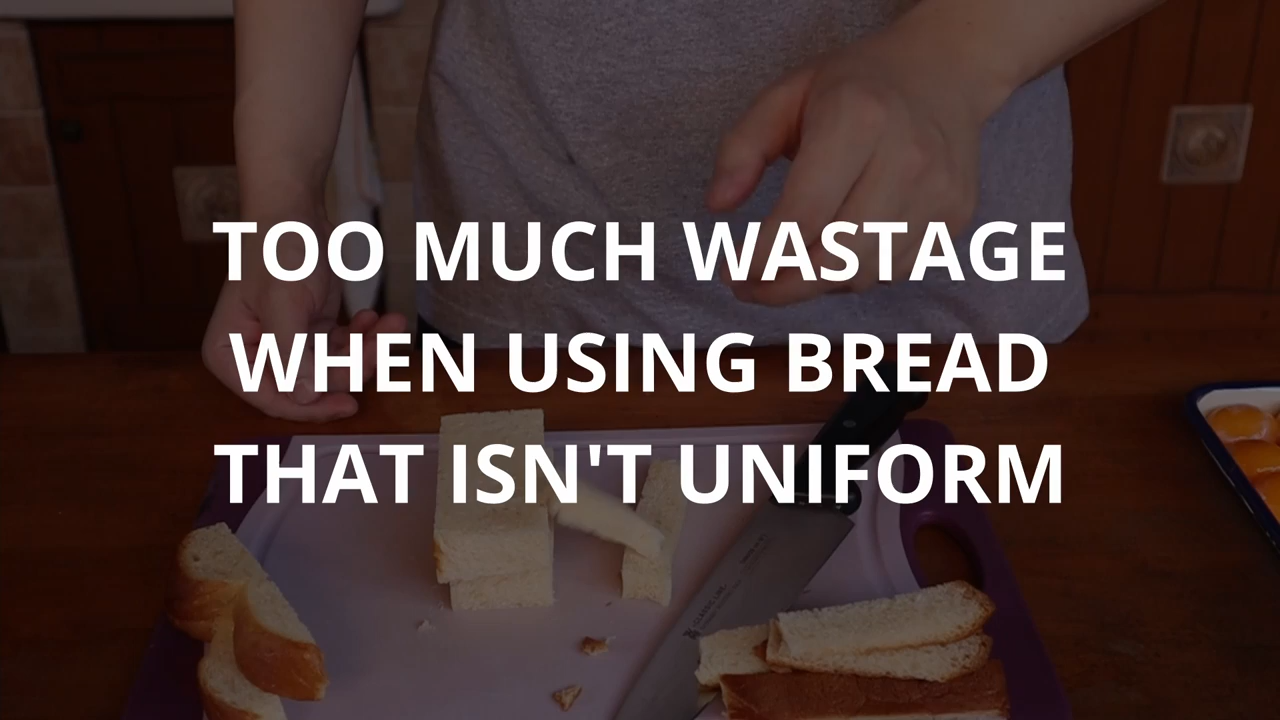 TOO MUCH WASTAGE
WHEN USING BREAD
THAT ISN'T UNIFORM